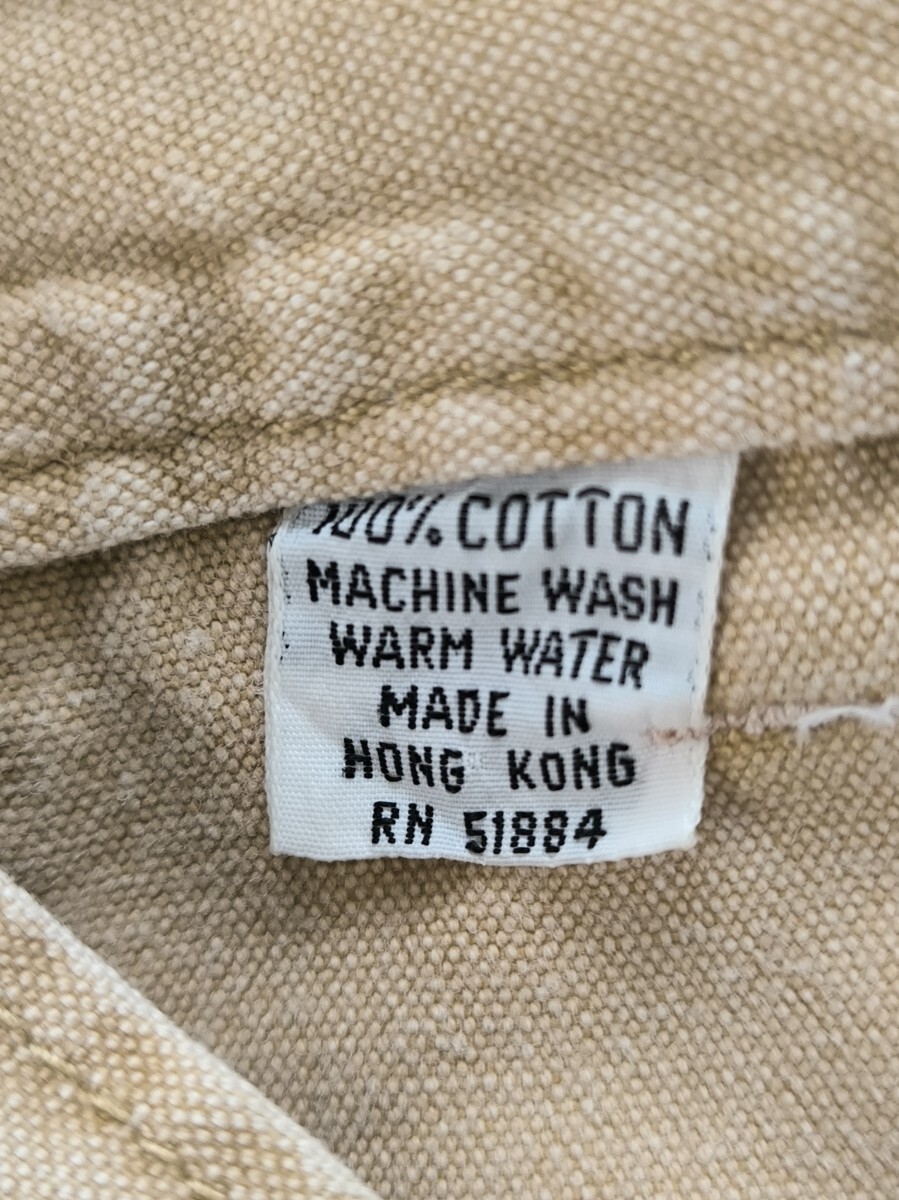 100% COTTON
MACHINE WASH
WARM WATER
MADE IN
HONG KONG
RN 51884